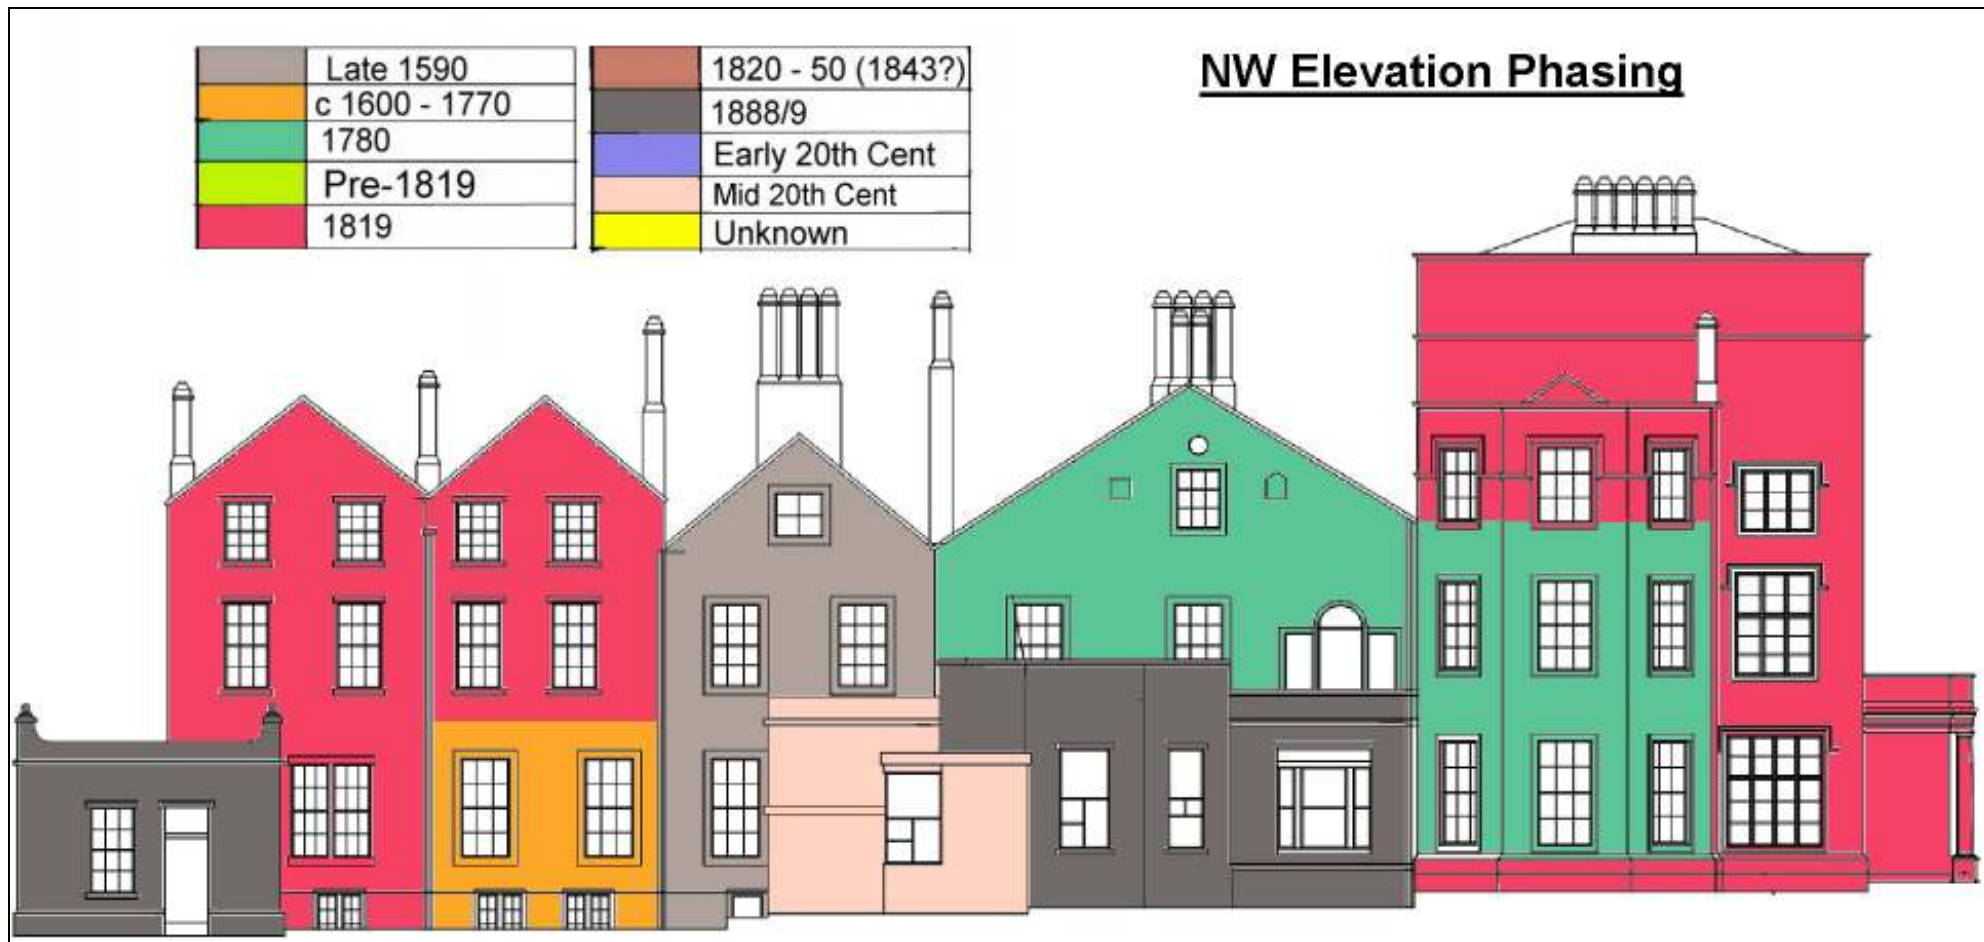 NW Elevation Phasing
Late 1590
c 1600 - 1770
1780
Pre-1819
1819
1820 - 50 (1843?)
1888/9
Early 20th Cent
Mid 20th Cent
Unknown